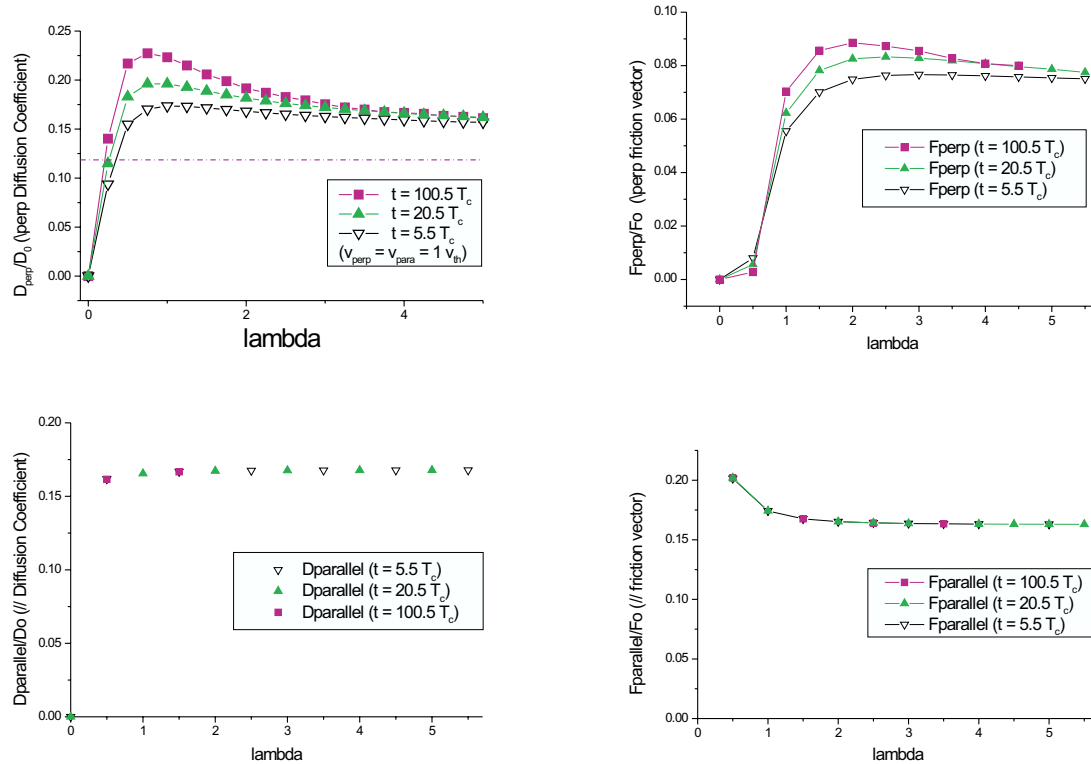 D_perp/D_0 (\perp Diffusion Coefficient)
0.25
0.20
0.15
0.10
0.05
0.00
t = 100.5 T_c
t = 20.5 T_c
t = 5.5 T_c
(v_perp = v_para = 1 v_th)
0
2
4
lambda
Fperp/Fo (\perp friction vector)
0.10
0.08
0.06
0.04
0.02
0.00
Fperp (t = 100.5 T_c)
Fperp (t = 20.5 T_c)
Fperp (t = 5.5 T_c)
0
1
2
3
4
5
lambda
Dparallel/Do (// Diffusion Coefficient)
0.20
0.15
0.10
0.05
0.00
Dparallel (t = 5.5 T_c)
Dparallel (t = 20.5 T_c)
Dparallel (t = 100.5 T_c)
0
1
2
3
4
5
lambda
Fparallel/Fo (// friction vector)
0.20
0.15
0.10
0.05
0.00
Fparallel (t = 100.5 T_c)
Fparallel (t = 20.5 T_c)
Fparallel (t = 5.5 T_c)
0
1
2
3
4
5
lambda